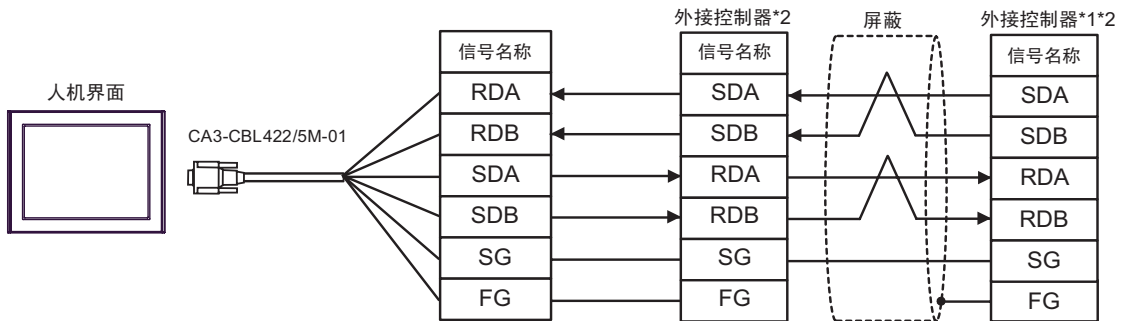 外接控制器*2
屏蔽
外接控制器*1*2
人机界面
CA3-CBL422/5M-01
信号名称
RDA
RDB
SDA
SDB
SG
FG
信号名称
SDA
SDB
RDA
RDB
SG
FG
信号名称
SDA
SDB
RDA
RDB
SG
FG